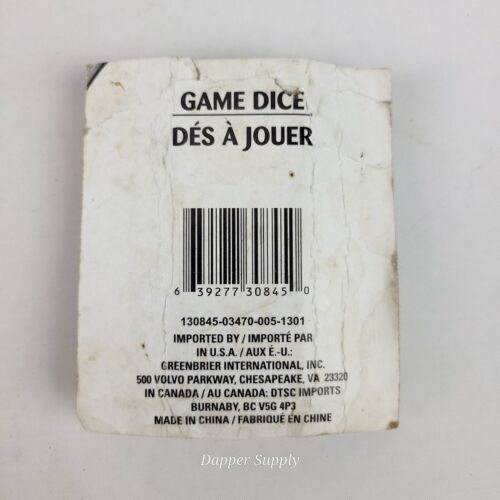 GAME DICE
DÉS À JOUER
6 39277 30845 0
130845-03470-005-1301
IMPORTED BY / IMPORTÉ PAR
IN U.S.A. / AUX É.-U.:
GREENBRIER INTERNATIONAL, INC.
500 VOLVO PARKWAY, CHESAPEAKE, VA 23320
IN CANADA / AU CANADA: DTSC IMPORTS
BURNABY, BC V5G 4P3
MADE IN CHINA / FABRIQUÉ EN CHINE
Dapper Supply